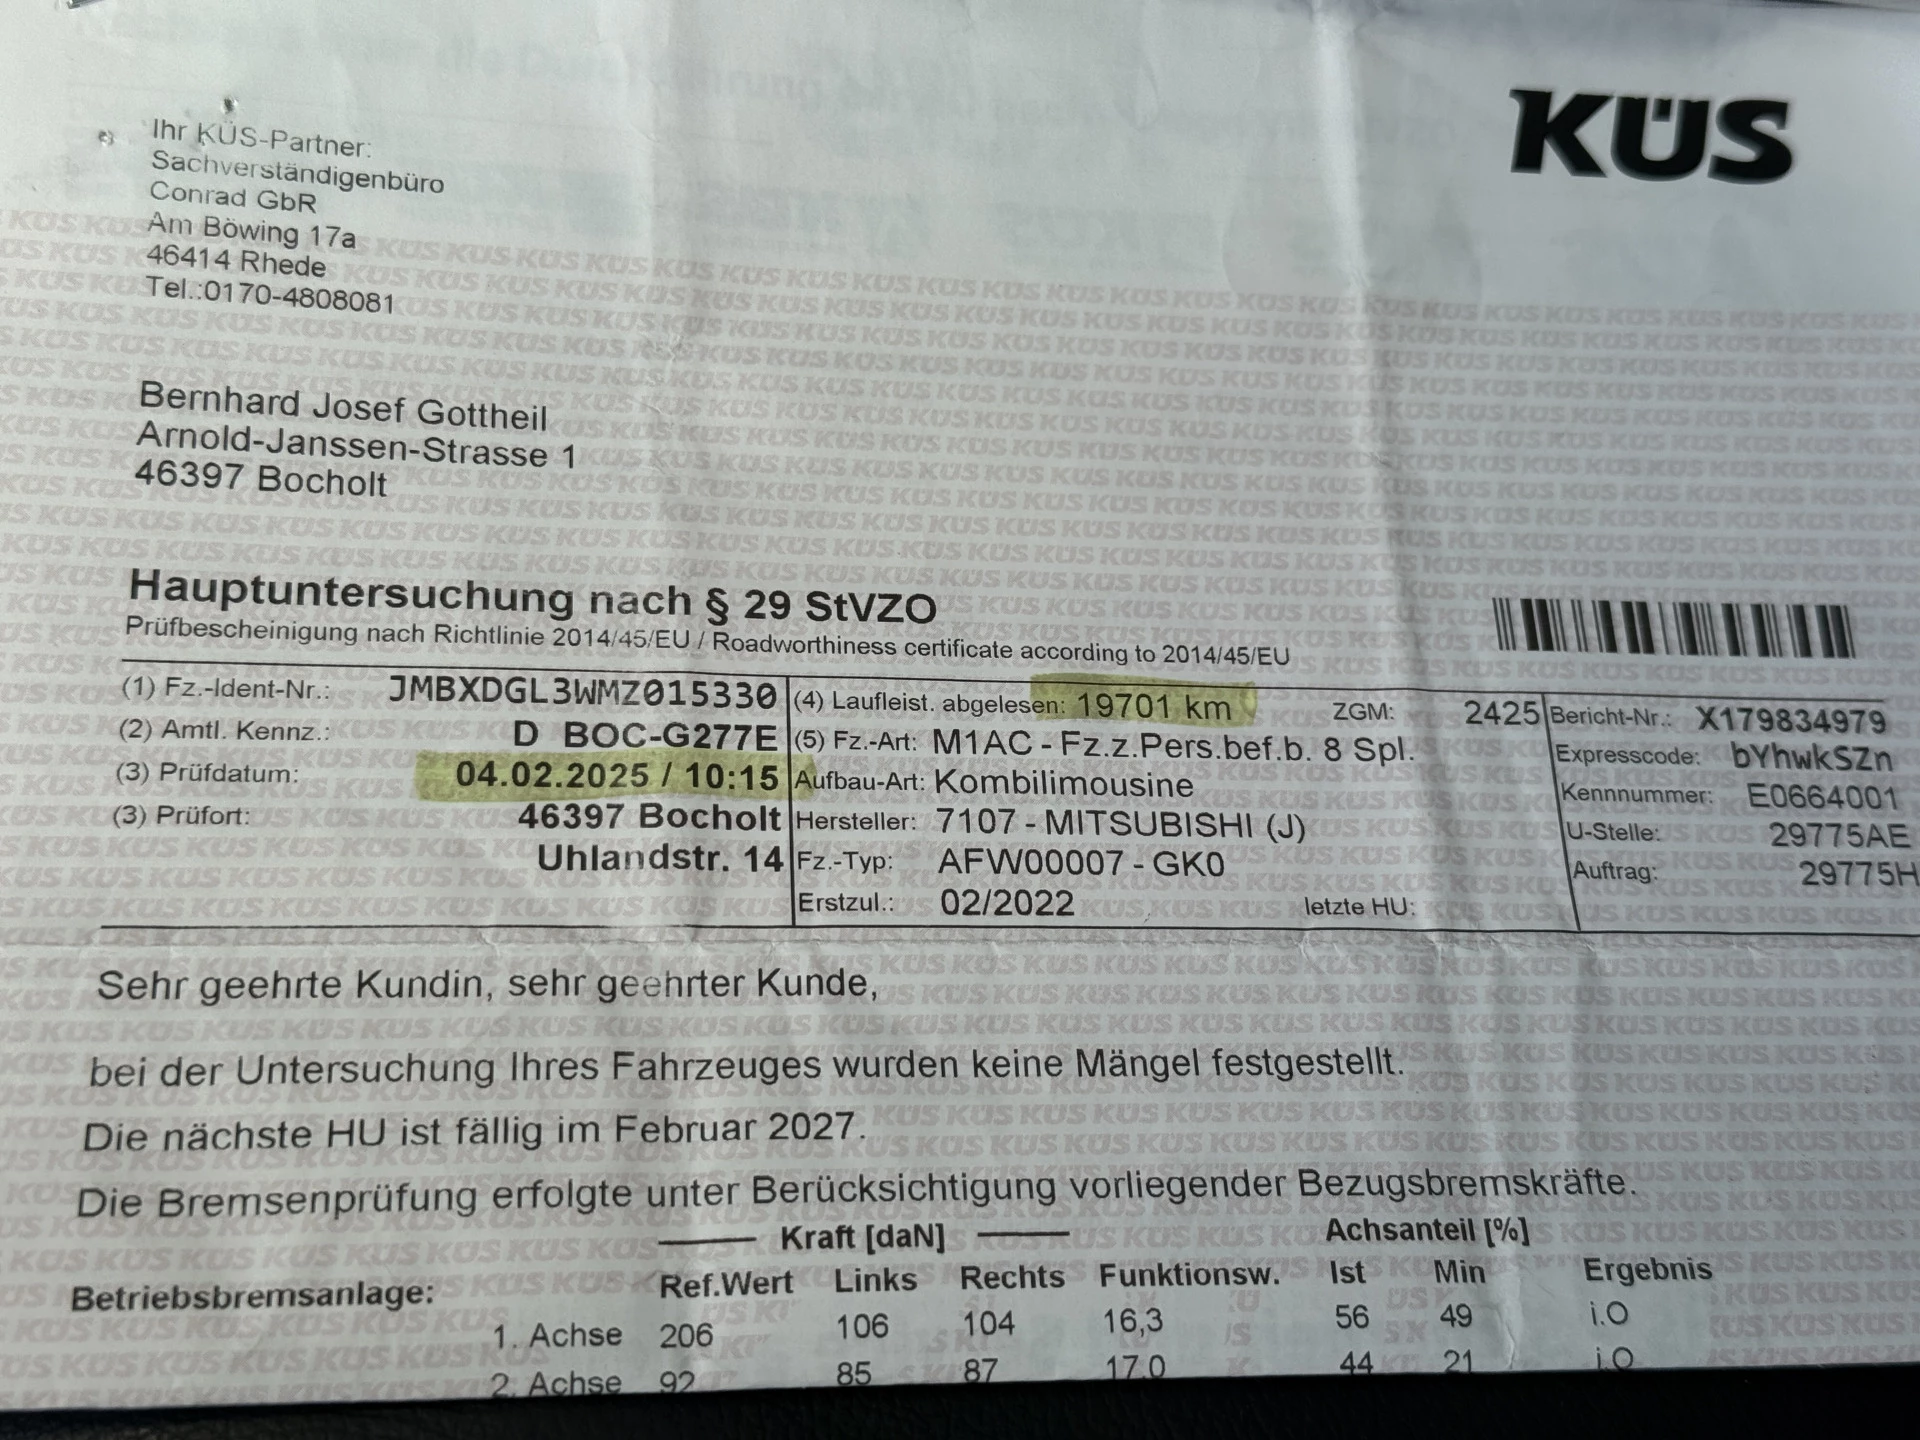 KÜS
Ihr KÜS-Partner:
Sachverständigenbüro
Conrad GbR
Am Böwing 17a
46414 Rhede
Tel.:0170-4808081
Bernhard Josef Gottheil
Arnold-Janssen-Strasse 1
46397 Bocholt
Hauptuntersuchung nach § 29 StVZO
Prüfbescheinigung nach Richtlinie 2014/45/EU / Roadworthiness certificate according to 2014/45/EU
(1) Fz.-Ident-Nr.: JMBXDGL3WMZ015330
(2) Amtl. Kennz.: D BOC-G277E
(3) Prüfdatum: 04.02.2025 / 10:15
(3) Prüfort: 46397 Bocholt
Uhlandstr. 14
(4) Laufleist. abgelesen: 19701 km ZGM: 2425
(5) Fz.-Art: M1AC - Fz.z.Pers.bef.b. 8 Spl.
Aufbau-Art: Kombilimousine
Hersteller: 7107 - MITSUBISHI (J)
Fz.-Typ: AFW00007 - GK0
Erstzul.: 02/2022 letzte HU:
Bericht-Nr.: X179834979
Expresscode: bYhwkSZn
Kennnummer: E0664001
U-Stelle: 29775AE
Auftrag: 29775H
Sehr geehrte Kundin, sehr geehrter Kunde,
bei der Untersuchung Ihres Fahrzeuges wurden keine Mängel festgestellt.
Die nächste HU ist fällig im Februar 2027.
Die Bremsenprüfung erfolgte unter Berücksichtigung vorliegender Bezugsbremskräfte.
Kraft [daN] Achsanteil [%]
Betriebsbremsanlage: Ref.Wert Links Rechts Funktionsw. Ist Min Ergebnis
1. Achse 206 106 104 16,3 56 49 i.O
2. Achse 92 85 87 17,0 44 21 i.O